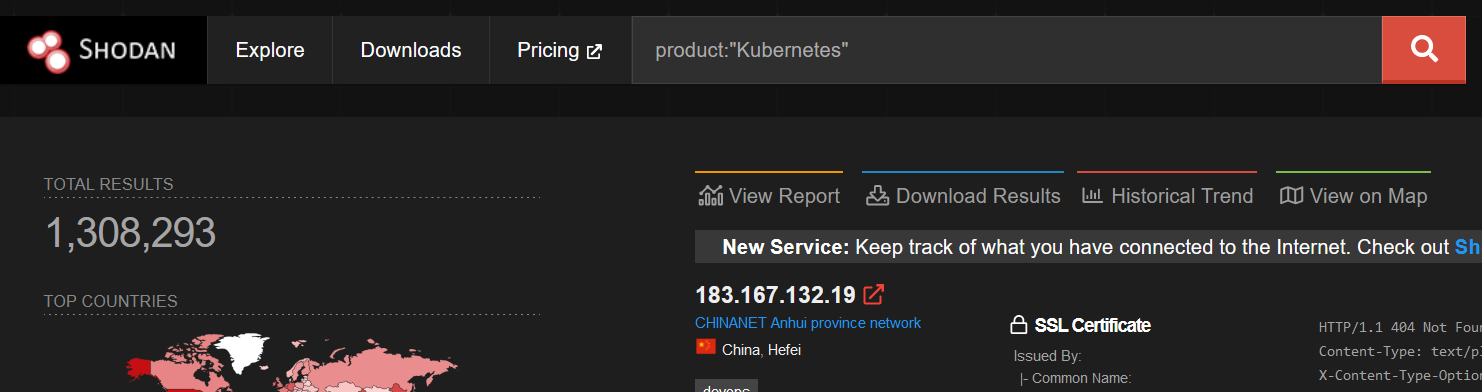 SHODAN Explore Downloads Pricing product:"Kubernetes"
TOTAL RESULTS
1,308,293
TOP COUNTRIES
View Report Download Results Historical Trend View on Map
New Service: Keep track of what you have connected to the Internet. Check out Sh
183.167.132.19
CHINANET Anhui province network
China, Hefei
devops
SSL Certificate
Issued By:
|- Common Name:
HTTP/1.1 404 Not Foun
Content-Type: text/pl
X-Content-Type-Option